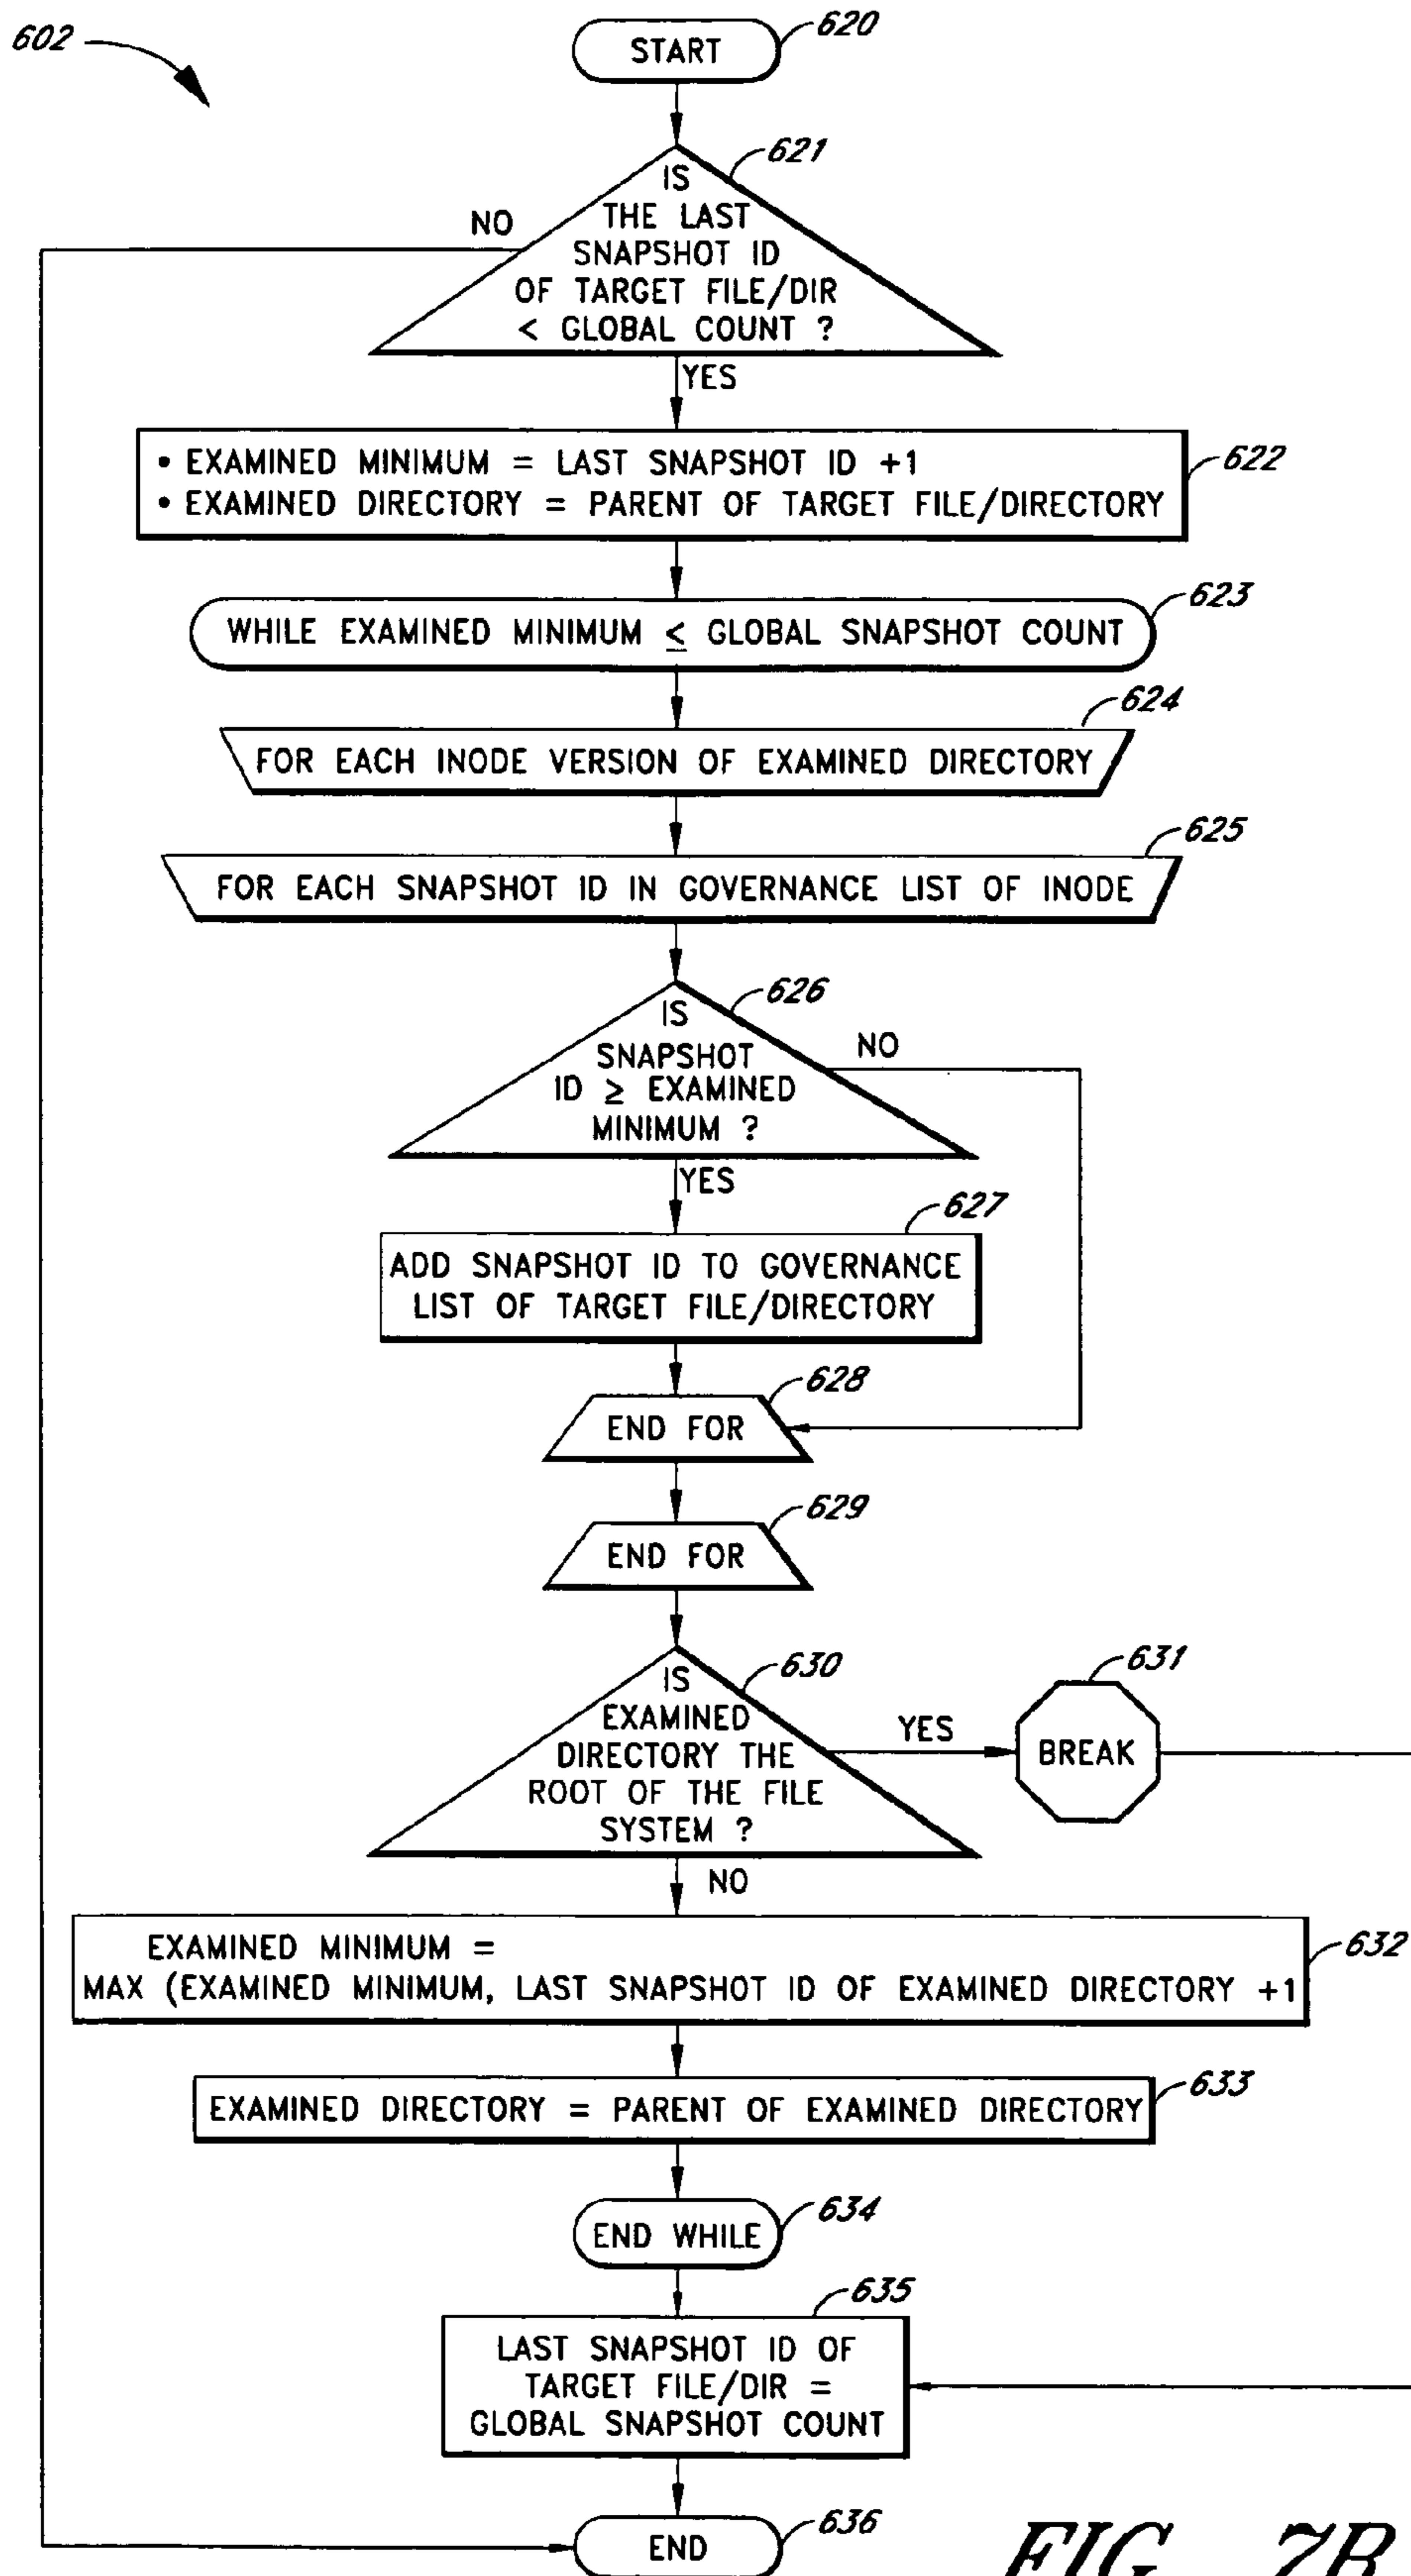 602
START
620
621
IS
THE LAST
SNAPSHOT ID
OF TARGET FILE/DIR
< GLOBAL COUNT ?
NO
YES
• EXAMINED MINIMUM = LAST SNAPSHOT ID +1
• EXAMINED DIRECTORY = PARENT OF TARGET FILE/DIRECTORY
622
623
WHILE EXAMINED MINIMUM ≤ GLOBAL SNAPSHOT COUNT
624
FOR EACH INODE VERSION OF EXAMINED DIRECTORY
625
FOR EACH SNAPSHOT ID IN GOVERNANCE LIST OF INODE
626
IS
SNAPSHOT
ID ≥ EXAMINED
MINIMUM ?
NO
YES
627
ADD SNAPSHOT ID TO GOVERNANCE
LIST OF TARGET FILE/DIRECTORY
628
END FOR
629
END FOR
630
IS
EXAMINED
DIRECTORY THE
ROOT OF THE FILE
SYSTEM ?
YES
631
BREAK
NO
EXAMINED MINIMUM =
MAX (EXAMINED MINIMUM, LAST SNAPSHOT ID OF EXAMINED DIRECTORY +1
632
EXAMINED DIRECTORY = PARENT OF EXAMINED DIRECTORY
633
END WHILE
634
635
LAST SNAPSHOT ID OF
TARGET FILE/DIR =
GLOBAL SNAPSHOT COUNT
END
636
FIG. 7B